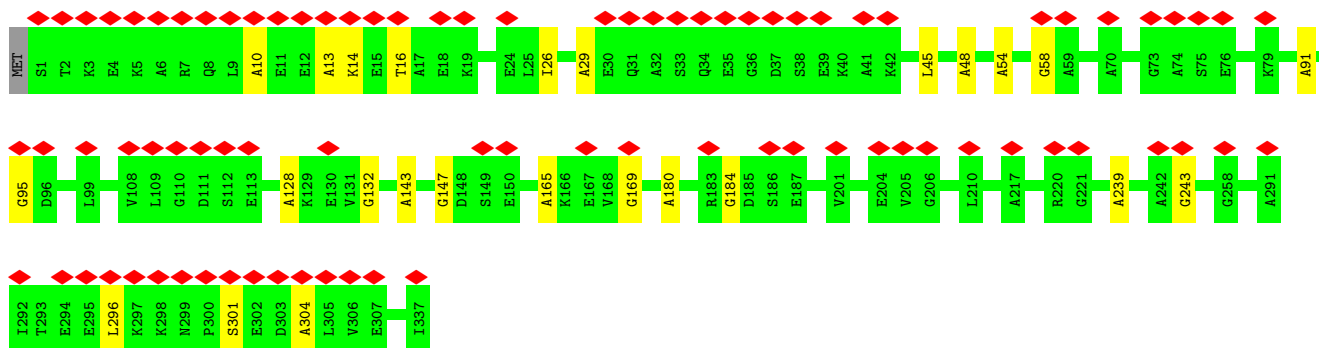 MET S1 T2 K3 E4 K5 A6 R7 Q8 L9 A10 E11 E12 A13 K14 E15 T16 A17 E18 K19 E24 L25 I26 A29 E30 Q31 A32 S33 Q34 E35 G36 D37 S38 E39 K40 A41 K42 L45 A48 A54 G58 A59 A70 G73 A74 S75 E76 K79 A91
G95 D96 L99 V108 L109 G110 D111 S112 E113 A128 K129 E130 V131 G132 A143 G147 D148 S149 E150 A165 K166 E167 V168 G169 A180 R183 G184 D185 S186 E187 V201 E204 V205 G206 L210 A217 R220 G221 A239 A242 G243 G258 A291
I292 T293 E294 E295 L296 K297 K298 N299 P300 S301 E302 D303 A304 L305 V306 E307 I337